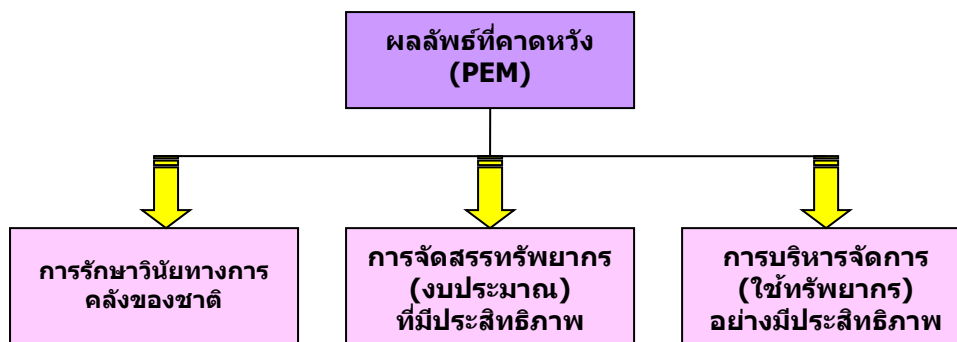 ผลลัพธ์ที่คาดหวัง
(PEM)
การรักษาวินัยทางการ
คลังของชาติ
การจัดสรรทรัพยากร
(งบประมาณ)
ที่มีประสิทธิภาพ
การบริหารจัดการ
(ใช้ทรัพยากร)
อย่างมีประสิทธิภาพ